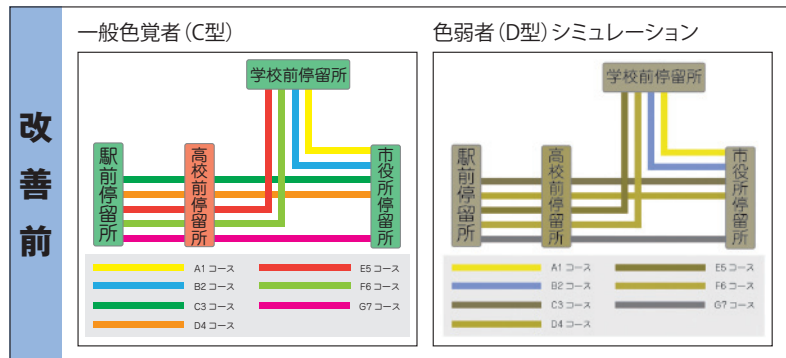 改善前
一般色覚者（C型）
学校前停留所
駅前停留所
高校前停留所
市役所停留所
A1 コース
E5 コース
B2 コース
F6 コース
C3 コース
G7 コース
D4 コース
色弱者（D型）シミュレーション
学校前停留所
駅前停留所
高校前停留所
市役所停留所
A1 コース
E5 コース
B2 コース
F6 コース
C3 コース
G7 コース
D4 コース